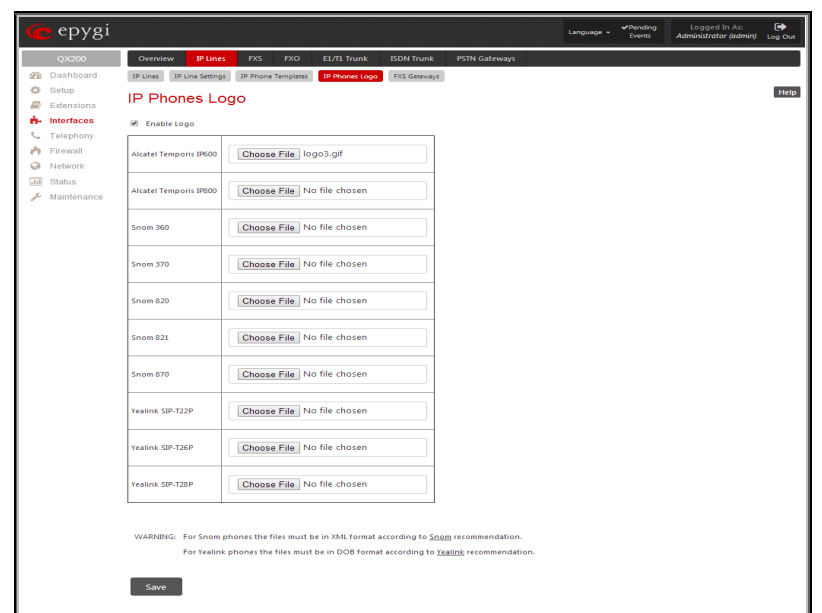 epygi
Language
Pending Events
Logged In As:
Administrator (admin)
Log Out
QX200
Dashboard
Setup
Extensions
Interfaces
Telephony
Firewall
Network
Status
Maintenance
Overview IP Lines FXS FXO E1/T1 Trunk ISDN Trunk PSTN Gateways
IP Lines IP Line Settings IP Phone Templates IP Phones Logo FXS Gateways
IP Phones Logo
Help
Enable Logo
Alcatel Temporis IP600 Choose File logo3.gif
Alcatel Temporis IP800 Choose File No file chosen
Snom 360 Choose File No file chosen
Snom 370 Choose File No file chosen
Snom 820 Choose File No file chosen
Snom 821 Choose File No file chosen
Snom 870 Choose File No file chosen
Yealink SIP-T22P Choose File No file chosen
Yealink SIP-T26P Choose File No file chosen
Yealink SIP-T28P Choose File No file chosen
WARNING: For Snom phones the files must be in XML format according to Snom recommendation.
For Yealink phones the files must be in DOB format according to Yealink recommendation.
Save